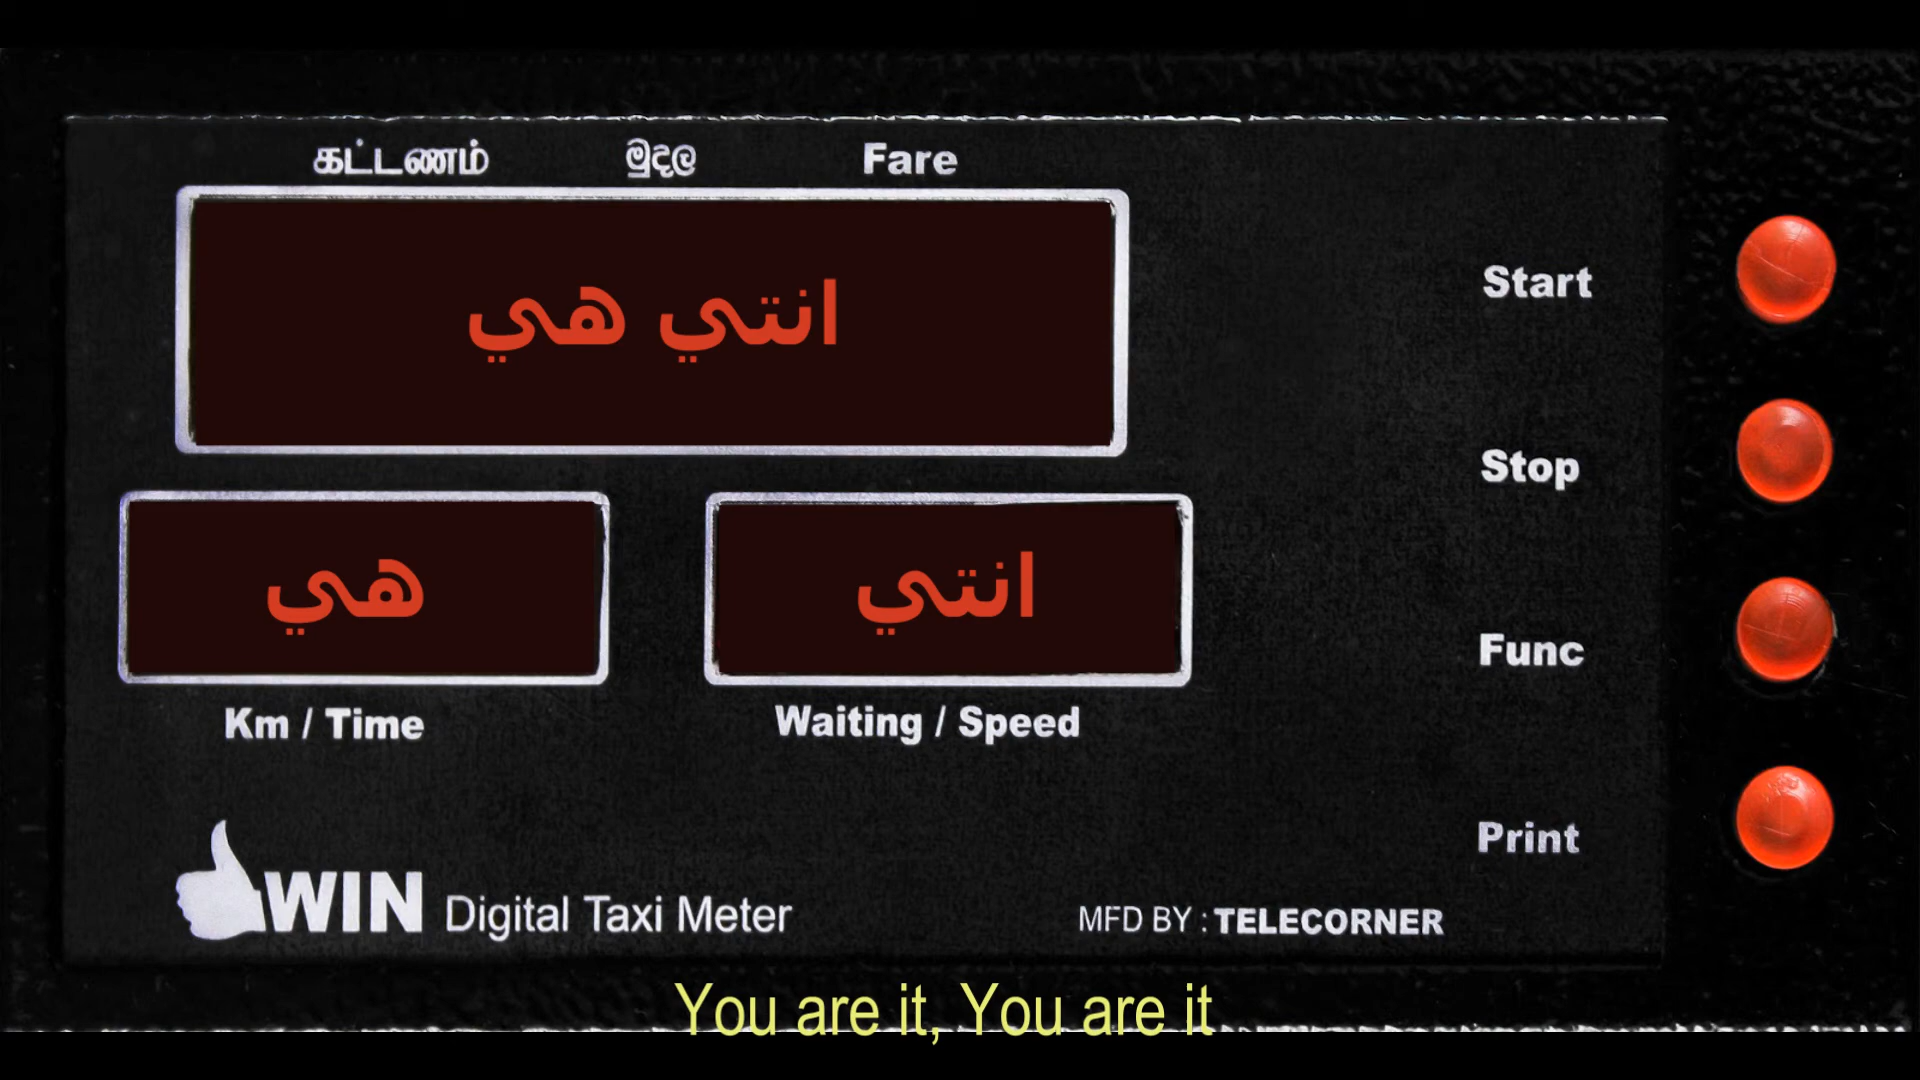 கட்டணம் මුදල Fare
انتي هي
Start
Stop
هي
انتي
Func
Km / Time
Waiting / Speed
Print
WIN Digital Taxi Meter
MFD BY : TELECORNER
You are it, You are it